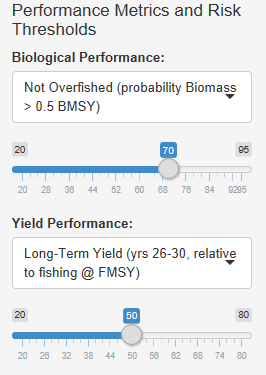 Performance Metrics and Risk
Thresholds
Biological Performance:
Not Overfished (probability Biomass
> 0.5 BMSY)
20 70 95
20 28 36 44 52 60 68 76 84 9295
Yield Performance:
Long-Term Yield (yrs 26-30, relative
to fishing @ FMSY)
20 50 80
20 26 32 38 44 50 56 62 68 74 80